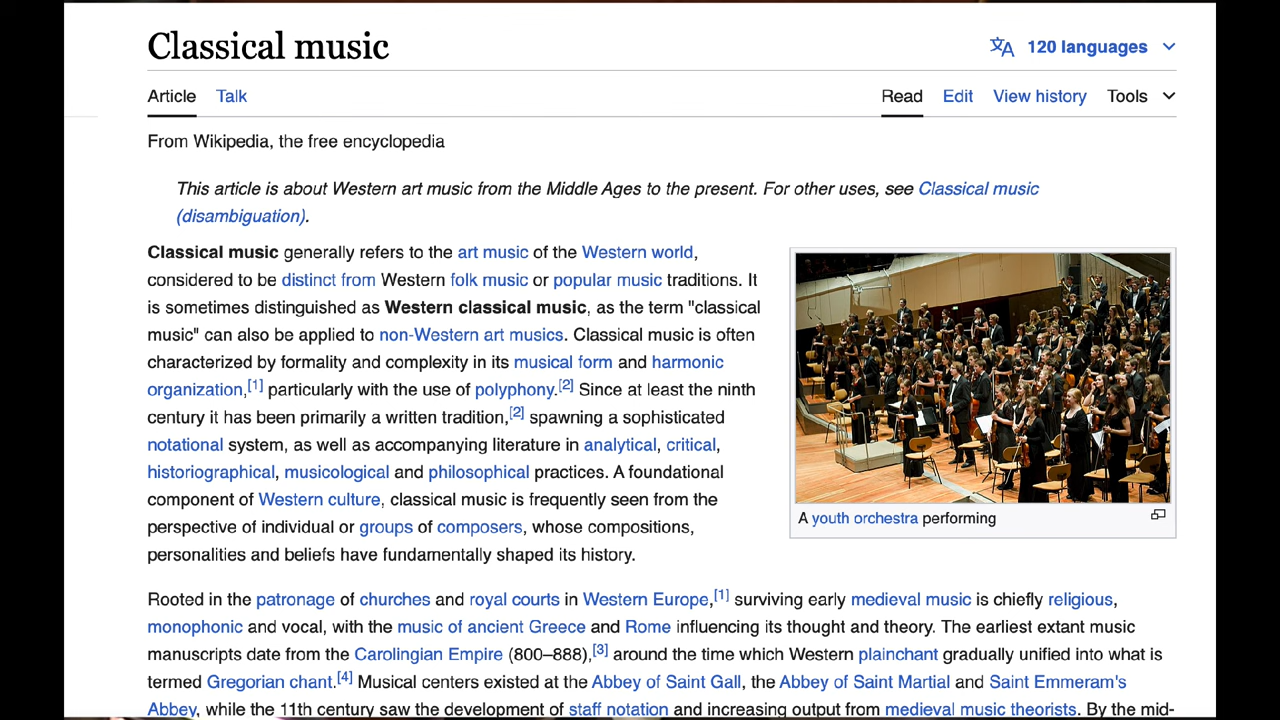 Classical music
120 languages
Article Talk
Read Edit View history Tools
From Wikipedia, the free encyclopedia
This article is about Western art music from the Middle Ages to the present. For other uses, see Classical music
(disambiguation).
Classical music generally refers to the art music of the Western world,
considered to be distinct from Western folk music or popular music traditions. It
is sometimes distinguished as Western classical music, as the term "classical
music" can also be applied to non-Western art musics. Classical music is often
characterized by formality and complexity in its musical form and harmonic
organization,[1] particularly with the use of polyphony.[2] Since at least the ninth
century it has been primarily a written tradition,[2] spawning a sophisticated
notational system, as well as accompanying literature in analytical, critical,
historiographical, musicological and philosophical practices. A foundational
component of Western culture, classical music is frequently seen from the
perspective of individual or groups of composers, whose compositions,
personalities and beliefs have fundamentally shaped its history.
A youth orchestra performing
Rooted in the patronage of churches and royal courts in Western Europe,[1] surviving early medieval music is chiefly religious,
monophonic and vocal, with the music of ancient Greece and Rome influencing its thought and theory. The earliest extant music
manuscripts date from the Carolingian Empire (800–888),[3] around the time which Western plainchant gradually unified into what is
termed Gregorian chant.[4] Musical centers existed at the Abbey of Saint Gall, the Abbey of Saint Martial and Saint Emmeram's
Abbey, while the 11th century saw the development of staff notation and increasing output from medieval music theorists. By the mid-